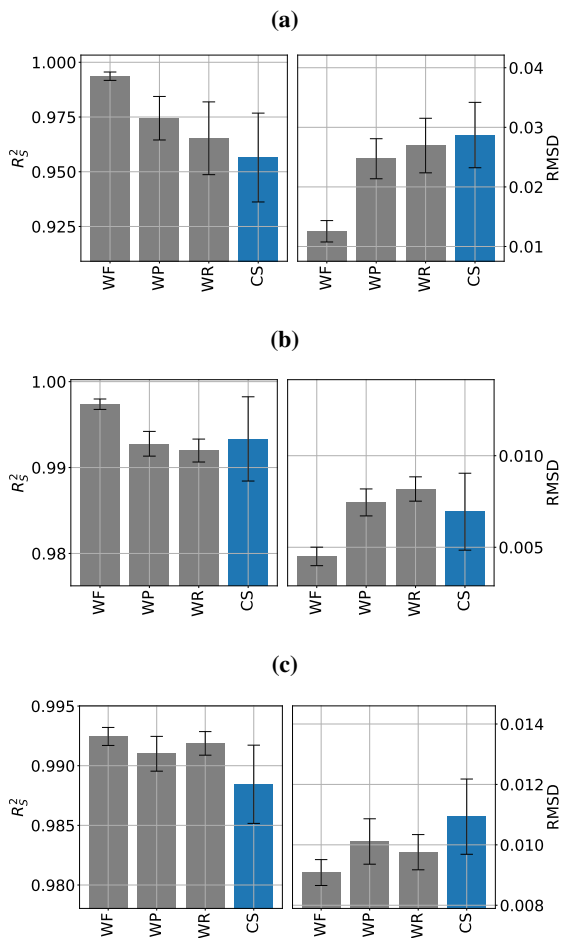 (a)
1.000
0.975
0.950
0.925
R_S^2
WF
WP
WR
CS
0.04
0.03
0.02
0.01
RMSD
WF
WP
WR
CS
(b)
1.00
0.99
0.98
R_S^2
WF
WP
WR
CS
0.010
0.005
RMSD
WF
WP
WR
CS
(c)
0.995
0.990
0.985
0.980
R_S^2
WF
WP
WR
CS
0.014
0.012
0.010
0.008
RMSD
WF
WP
WR
CS